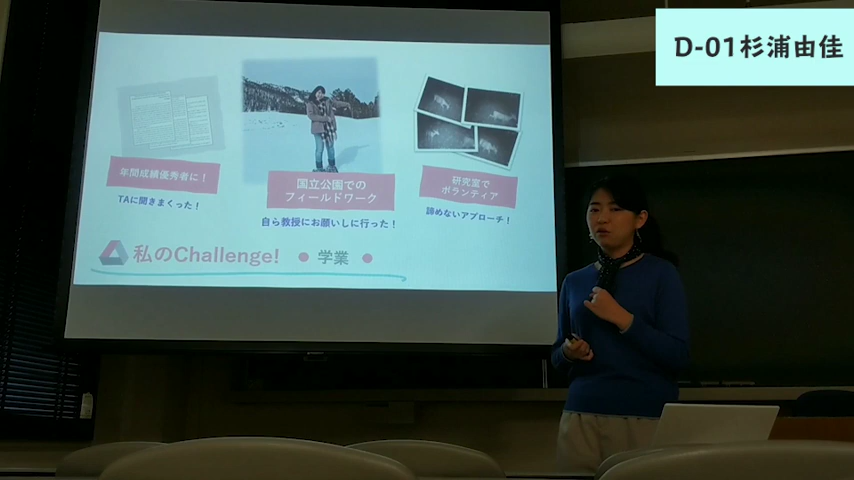 D-01杉浦由佳
年間成績優秀者に!
TAに聞きまくった!
国立公園での
フィールドワーク
自ら教授にお願いしに行った!
研究室で
ボランティア
諦めないアプローチ!
私のChallenge! ● 学業 ●